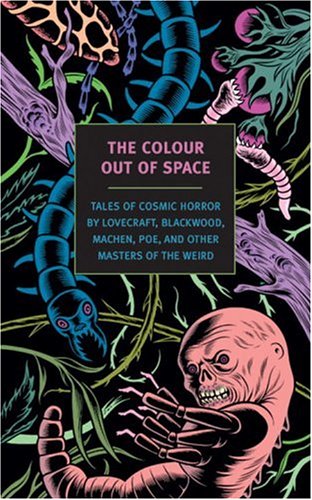 THE COLOUR
OUT OF SPACE
TALES OF COSMIC HORROR
BY LOVECRAFT, BLACKWOOD,
MACHEN, POE, AND OTHER
MASTERS OF THE WEIRD